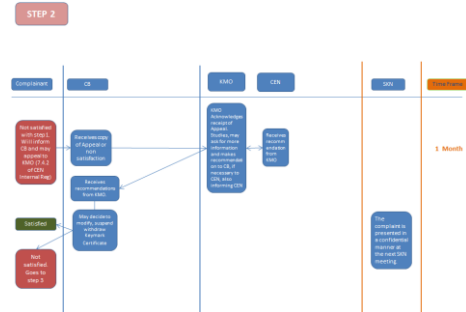 STEP 2
Complainant
CB
KMO
CEN
SKN
Time frame
Not satisfied
with step 1.
Will inform
CB and may
appeal to
KMO (7.4.2
of CEN
Internal Reg)
Receives copy
of Appeal or
non
satisfaction
KMO
Acknowledges
receipt of
Appeal
Studies, may
ask for more
information
and makes
recommendati
on to CB, if
necessary to
CEN, also
informing CEN
Receives
recomm
endation
from
KMO
1 Month
Receives
recommendations
from KMO
Satisfied
May decide to
modify, suspend
withdraw
Keymark
Certificate
Not
satisfied
Goes to
step 3
The
complaint is
presented in
a confidential
manner at
the next SKN
meeting